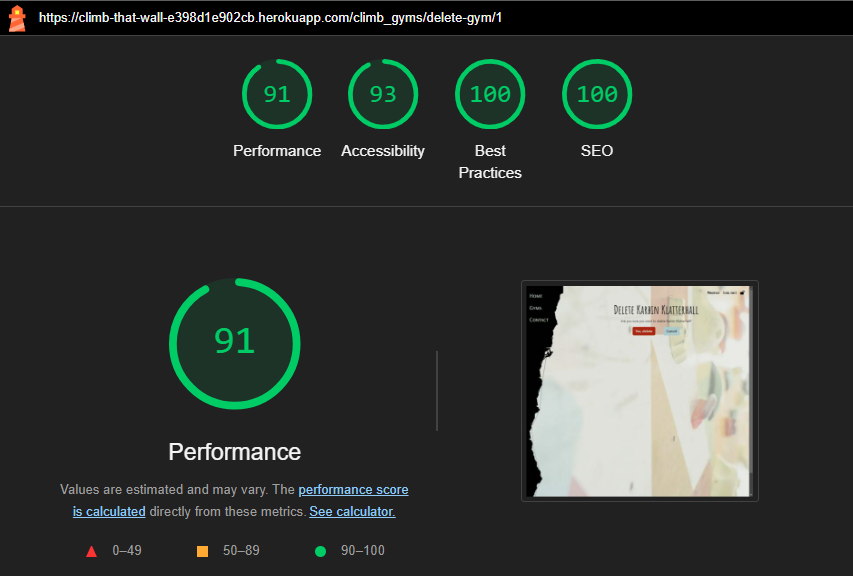 https://climb-that-wall-e398d1e902cb.herokuapp.com/climb_gyms/delete-gym/1
91
93
100
100
Performance
Accessibility
Best
Practices
SEO
91
Performance
Values are estimated and may vary. The performance score
is calculated directly from these metrics. See calculator.
0–49
50–89
90–100
Home
Gyms
Contact
Delete Karbin Klatterhall
Yes, delete
Cancel